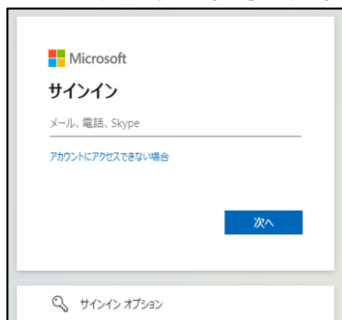 Microsoft
サインイン
メール、電話、Skype
アカウントにアクセスできない場合
次へ
サインイン オプション